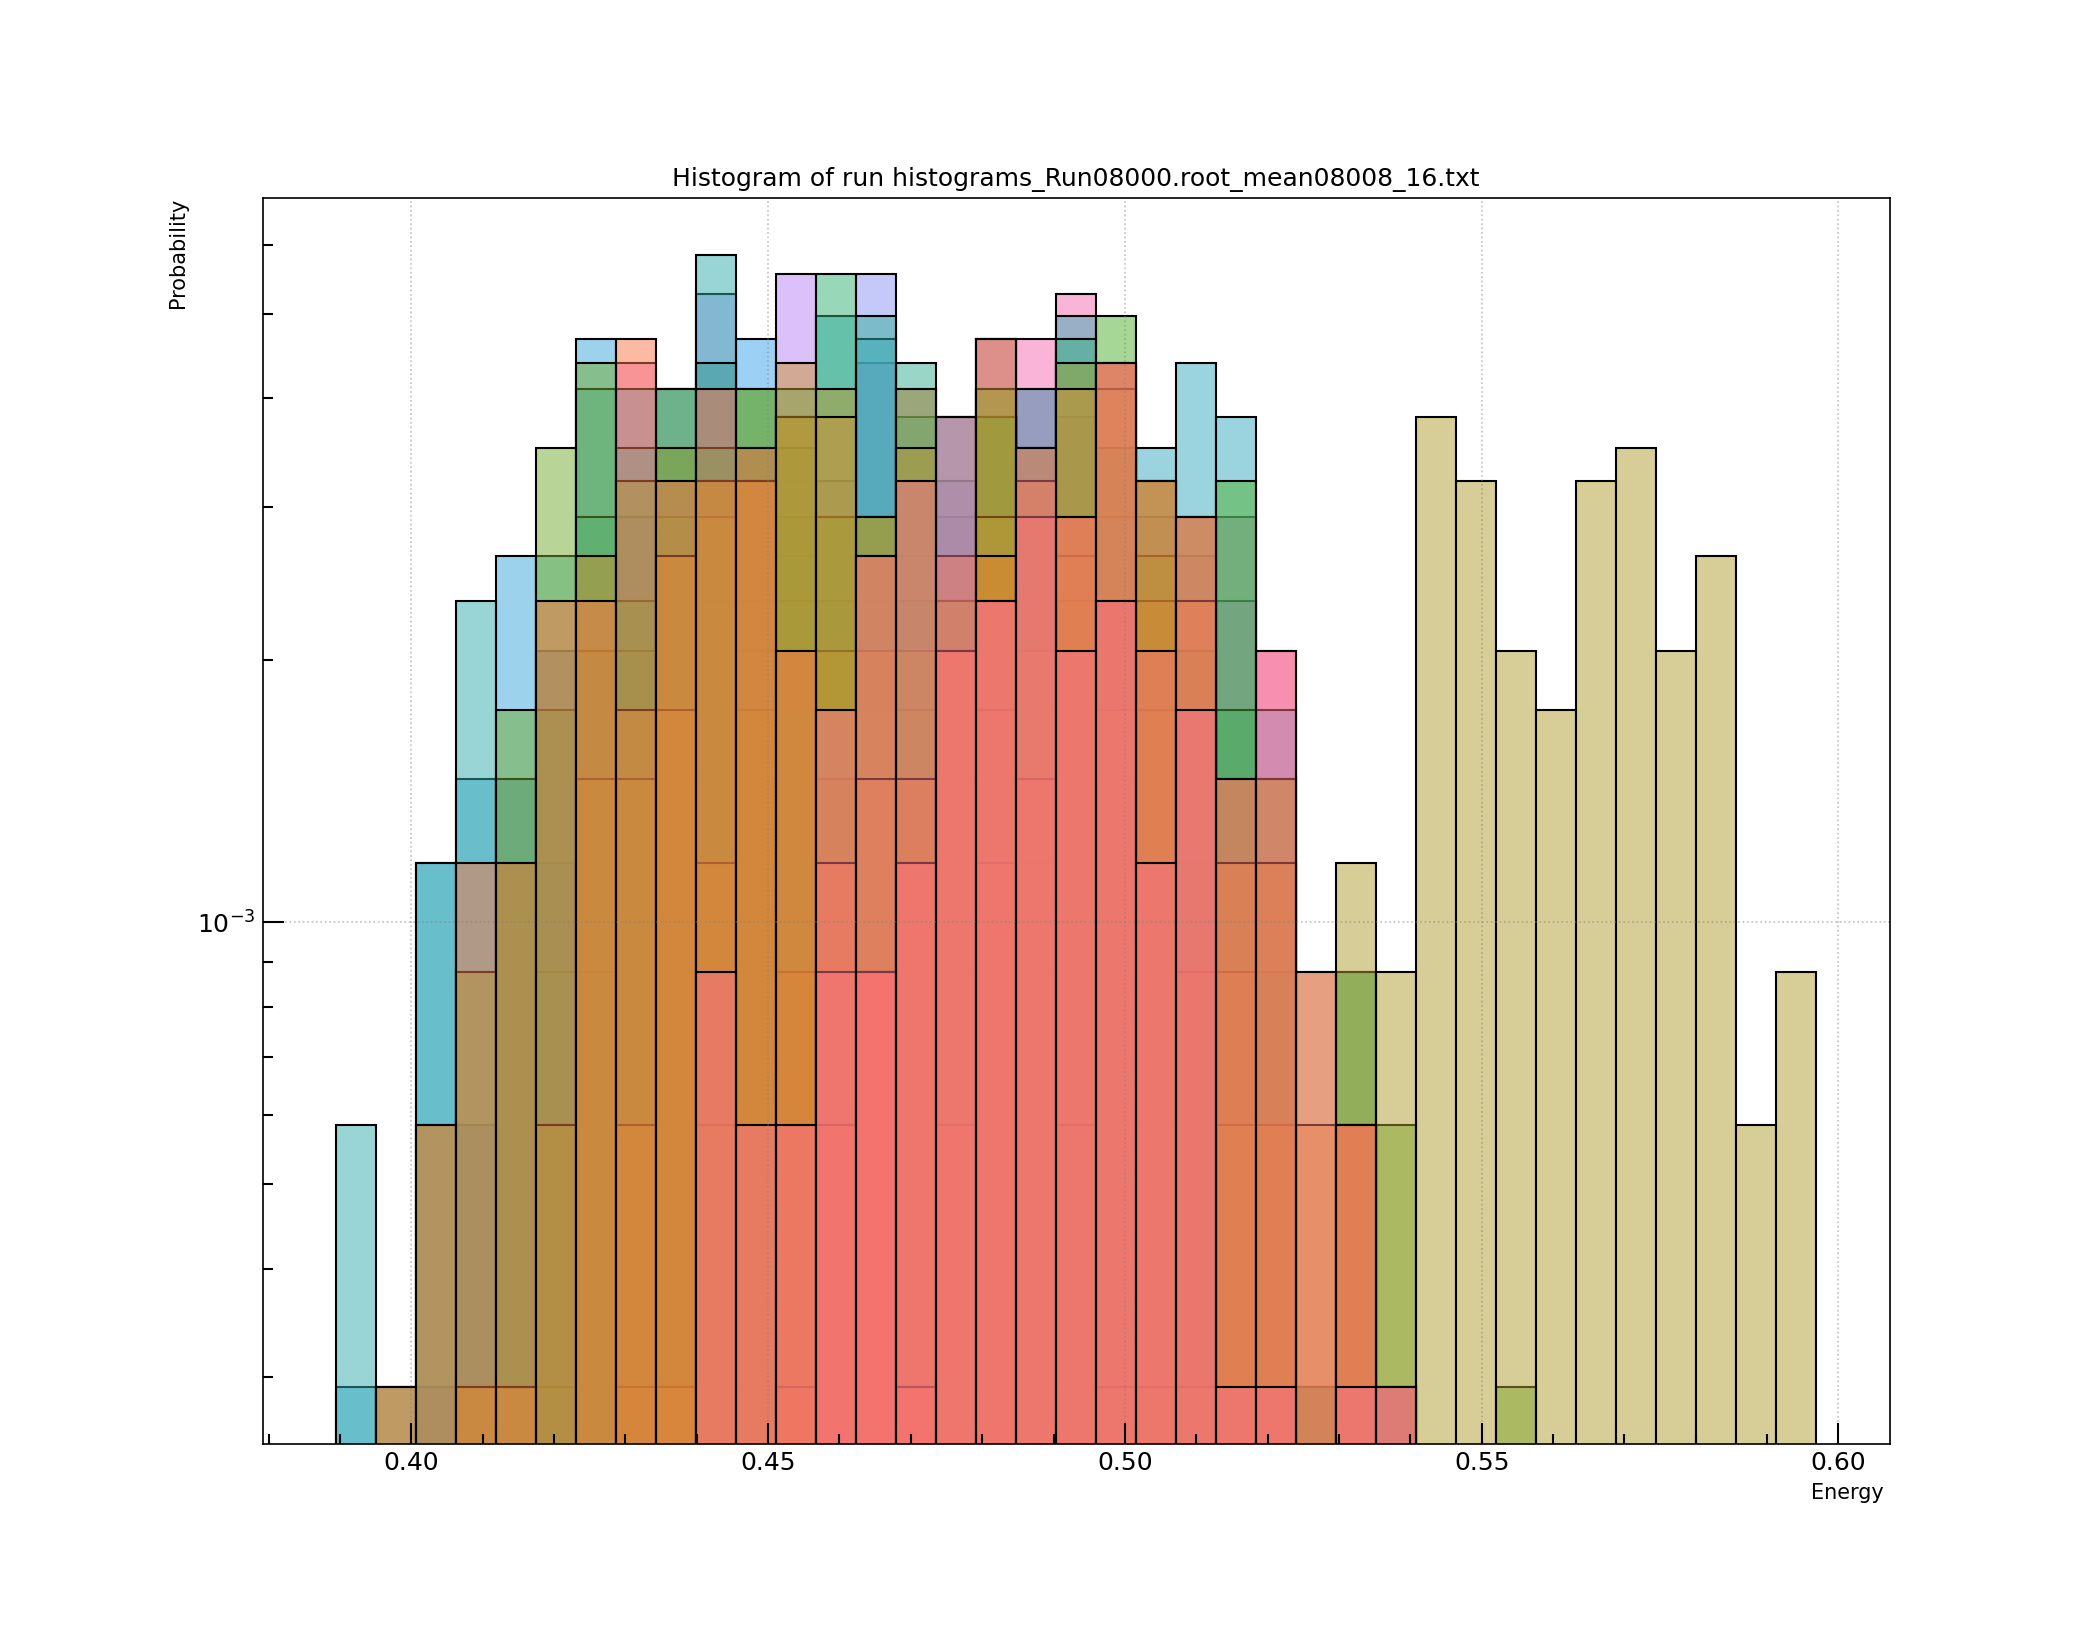 Histogram of run histograms_Run08000.root_mean08008_16.txt
Probability
10⁻³
0.40 0.45 0.50 0.55 0.60
Energy